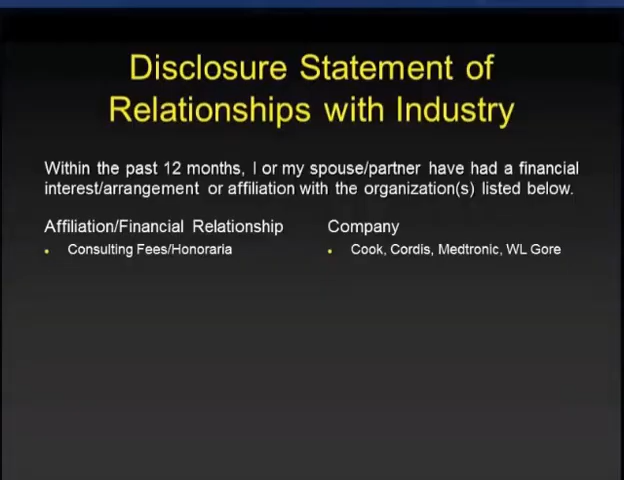 Disclosure Statement of
Relationships with Industry
Within the past 12 months, I or my spouse/partner have had a financial
interest/arrangement or affiliation with the organization(s) listed below.
Affiliation/Financial Relationship
Company
• Consulting Fees/Honoraria
• Cook, Cordis, Medtronic, WL Gore